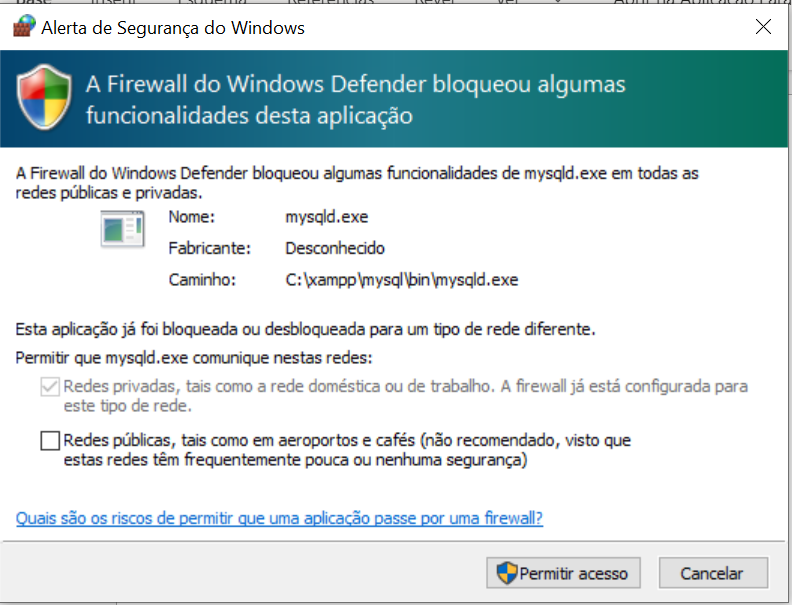 Alerta de Segurança do Windows
A Firewall do Windows Defender bloqueou algumas
funcionalidades desta aplicação
A Firewall do Windows Defender bloqueou algumas funcionalidades de mysqld.exe em todas as
redes públicas e privadas.
Nome: mysqld.exe
Fabricante: Desconhecido
Caminho: C:\xampp\mysql\bin\mysqld.exe
Esta aplicação já foi bloqueada ou desbloqueada para um tipo de rede diferente.
Permitir que mysqld.exe comunique nestas redes:
Redes privadas, tais como a rede doméstica ou de trabalho. A firewall já está configurada para
este tipo de rede.
Redes públicas, tais como em aeroportos e cafés (não recomendado, visto que
estas redes têm frequentemente pouca ou nenhuma segurança)
Quais são os riscos de permitir que uma aplicação passe por uma firewall?
Permitir acesso Cancelar